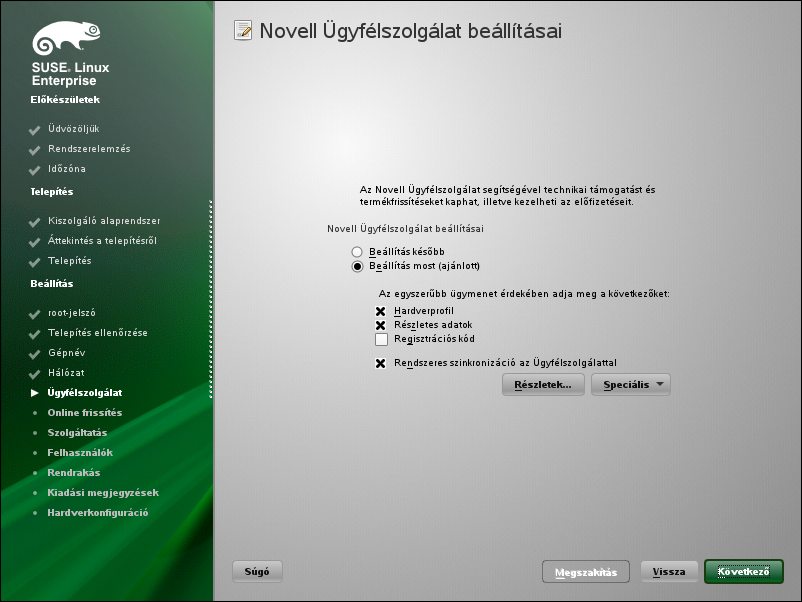 SUSE® Linux
Enterprise
Előkészületek
Üdvözöljük
Rendszerelemzés
Időzóna
Telepítés
Kiszolgáló alaprendszer
Áttekintés a telepítésről
Telepítés
Beállítás
root-jelszó
Telepítés ellenőrzése
Gépnév
Hálózat
Ügyfélszolgálat
Online frissítés
Szolgáltatás
Felhasználók
Rendrakás
Kiadási megjegyzések
Hardverkonfiguráció
Novell Ügyfélszolgálat beállításai
Az Novell Ügyfélszolgálat segítségével technikai támogatást és
termékfrissítéseket kaphat, illetve kezelheti az előfizetéseit.
Novell Ügyfélszolgálat beállításai
Beállítás később
Beállítás most (ajánlott)
Az egyszerűbb ügymenet érdekében adja meg a következőket:
Hardverprofil
Részletes adatok
Regisztrációs kód
Rendszeres szinkronizáció az Ügyfélszolgálattal
Részletek...
Speciális
Súgó
Megszakítás
Vissza
Következő